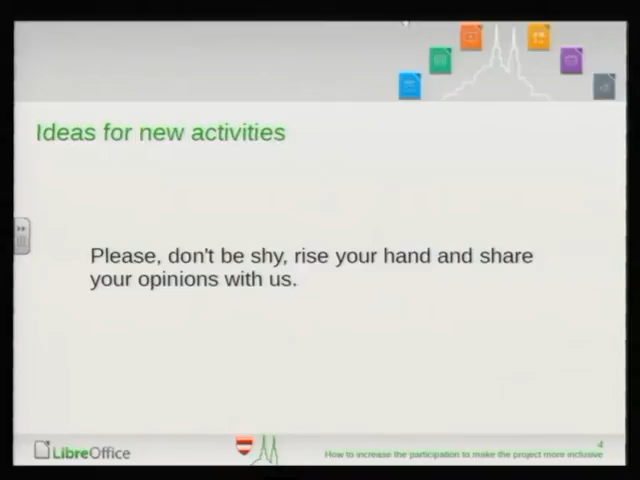 Ideas for new activities
Please, don't be shy, rise your hand and share
your opinions with us.
LibreOffice
4
How to increase the participation to make the project more inclusive